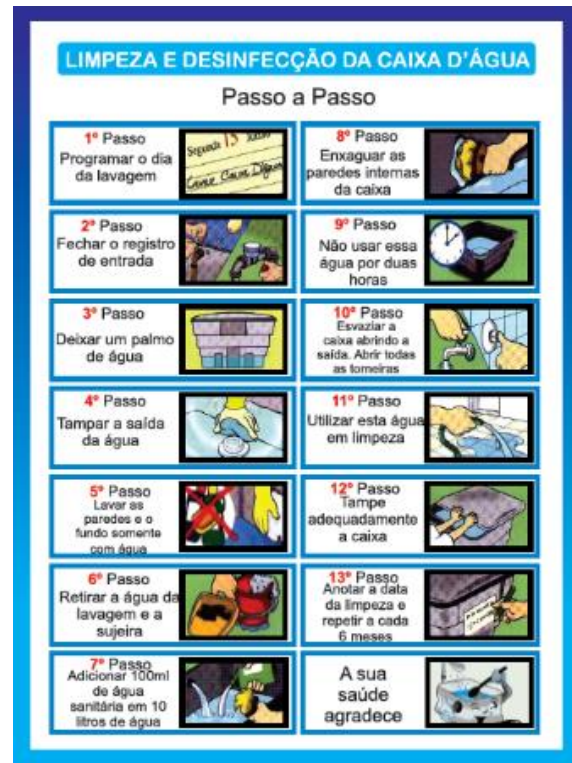 LIMPEZA E DESINFECÇÃO DA CAIXA D'ÁGUA
Passo a Passo
1º Passo
Programar o dia
da lavagem
Segunda 15
2º Passo
Fechar o registro
de entrada
3º Passo
Deixar um palmo
de água
4º Passo
Tampar a saída
da água
5º Passo
Lavar as
paredes e o
fundo somente
com água
6º Passo
Retirar a água da
lavagem e a
sujeira
7º Passo
Adicionar 100ml
de água
sanitária em 10
litros de água
8º Passo
Enxaguar as
paredes internas
da caixa
9º Passo
Não usar essa
água por duas
horas
10º Passo
Esvaziar a
caixa abrindo a
saída. Abrir todas
as torneiras
11º Passo
Utilizar esta água
em limpeza
12º Passo
Tampe
adequadamente
a caixa
13º Passo
Anotar a data
da limpeza e
repetir a cada
6 meses
A sua
saúde
agradece